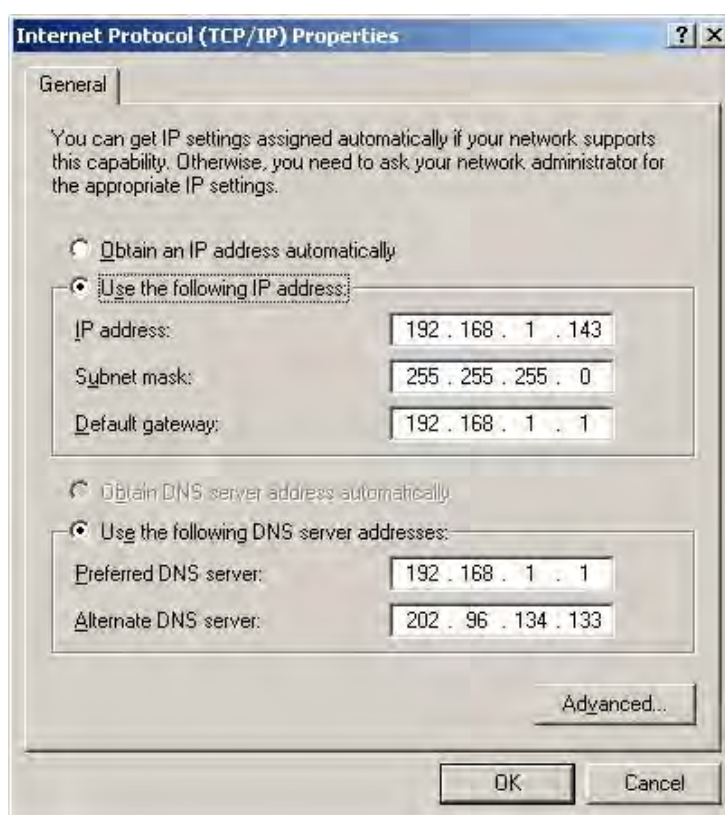 Internet Protocol (TCP/IP) Properties
General
You can get IP settings assigned automatically if your network supports
this capability. Otherwise, you need to ask your network administrator for
the appropriate IP settings.
Obtain an IP address automatically
Use the following IP address:
IP address: 192 . 168 . 1 . 143
Subnet mask: 255 . 255 . 255 . 0
Default gateway: 192 . 168 . 1 . 1
Obtain DNS server address automatically
Use the following DNS server addresses:
Preferred DNS server: 192 . 168 . 1 . 1
Alternate DNS server: 202 . 96 . 134 . 133
Advanced...
OK Cancel